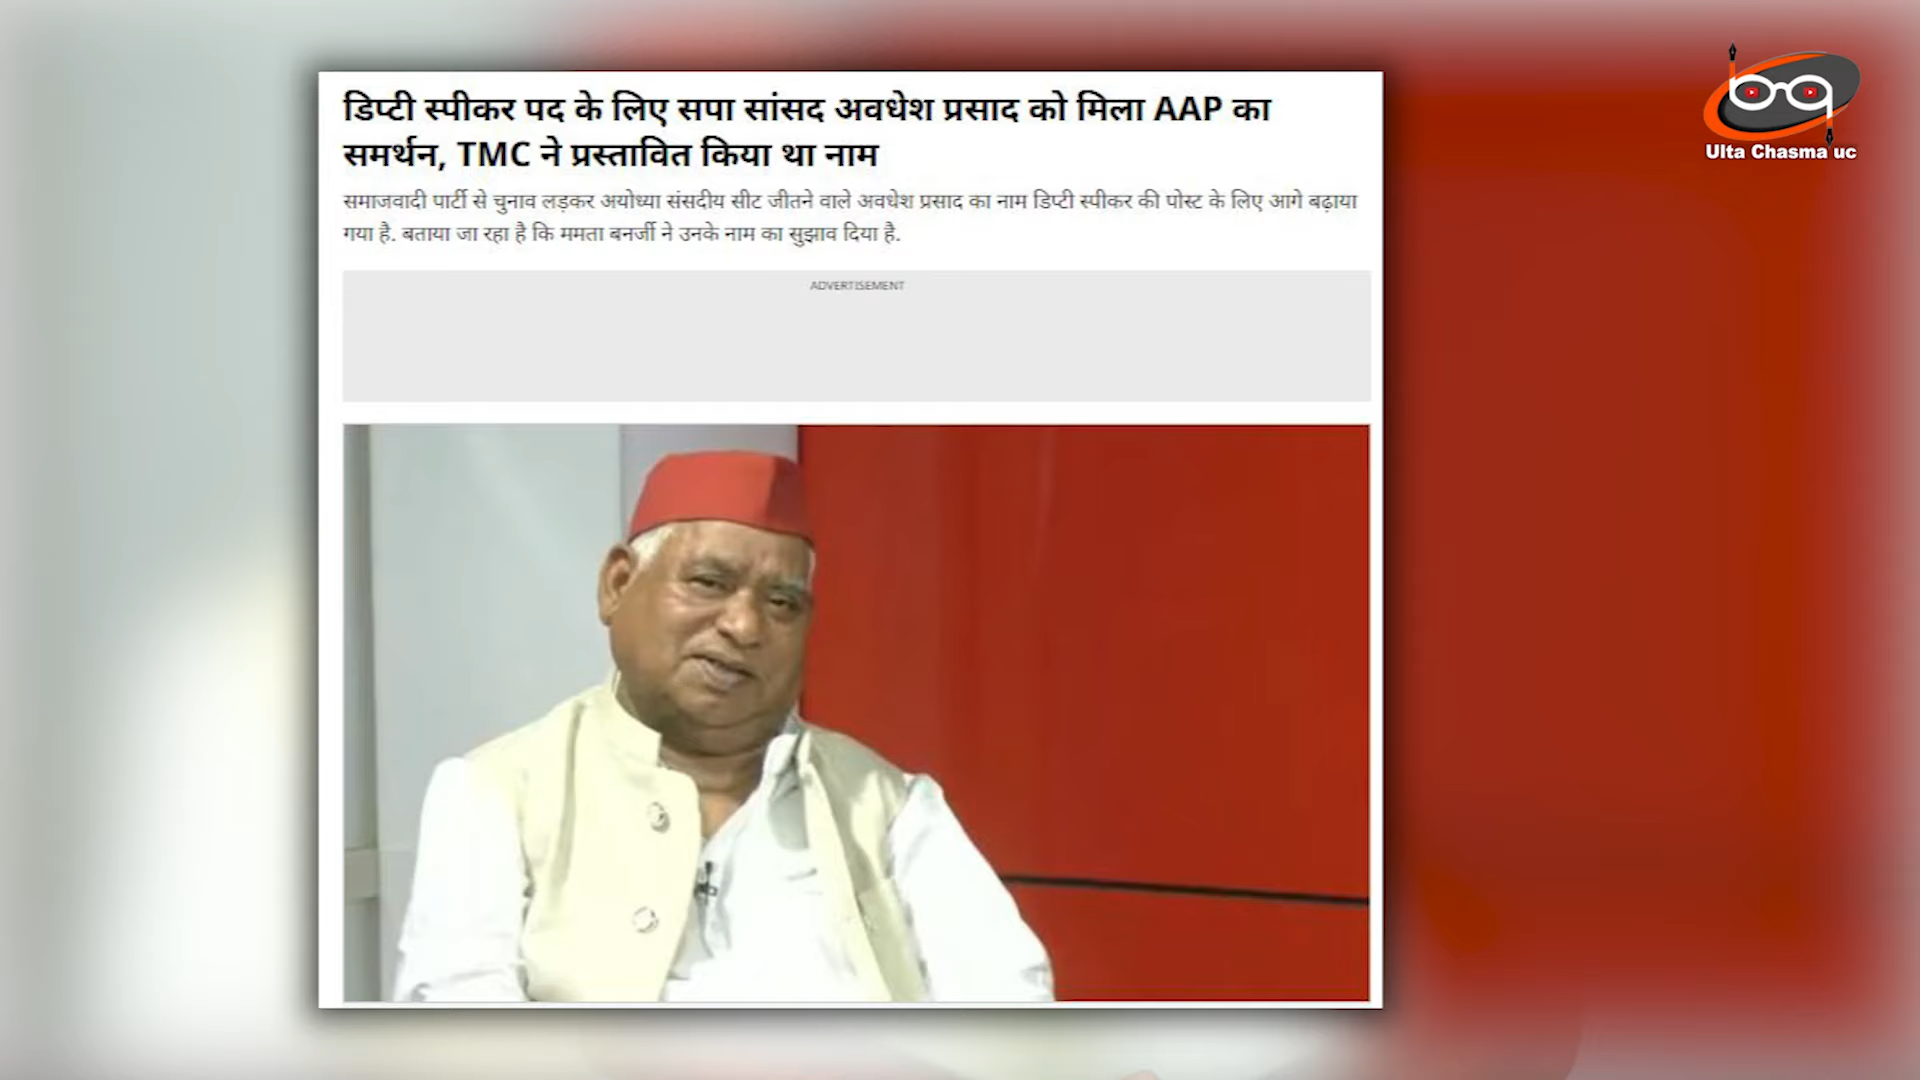 डिप्टी स्पीकर पद के लिए सपा सांसद अवधेश प्रसाद को मिला AAP का
समर्थन, TMC ने प्रस्तावित किया था नाम
समाजवादी पार्टी से चुनाव लड़कर अयोध्या संसदीय सीट जीतने वाले अवधेश प्रसाद का नाम डिप्टी स्पीकर की पोस्ट के लिए आगे बढ़ाया
गया है. बताया जा रहा है कि ममता बनर्जी ने उनके नाम का सुझाव दिया है.
ADVERTISEMENT
Ulta Chasma uc